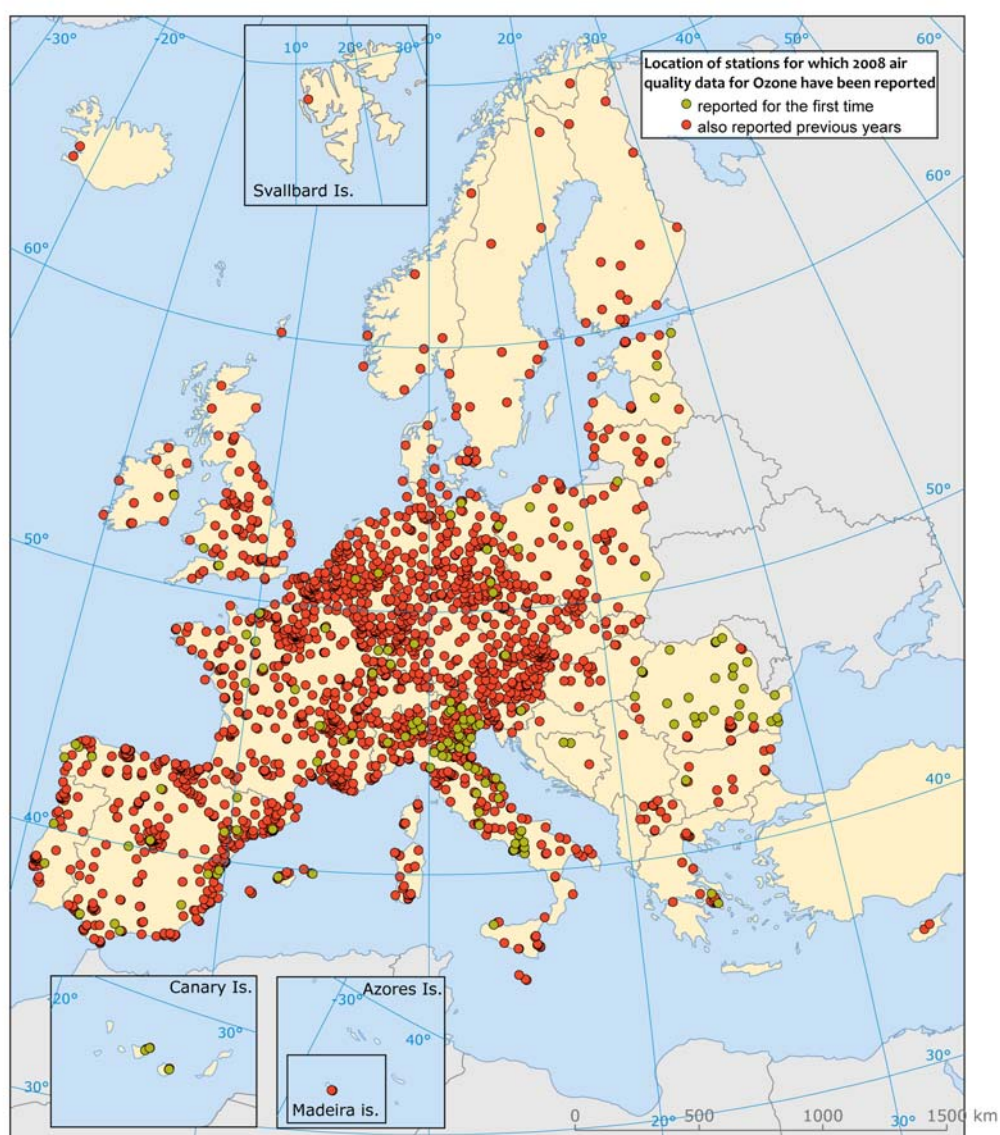 -30° -20° 10° 20° 30° 0° 20° 30° 40° 50° 60°
Location of stations for which 2008 air
quality data for Ozone have been reported
reported for the first time
also reported previous years
Svallbard Is.
60° 60°
50° 50°
40° 40°
Canary Is.
-20°
30°
Azores Is.
-30°
40°
Madeira is.
30° 30°
0 500 1000 1500 km
20° 30°